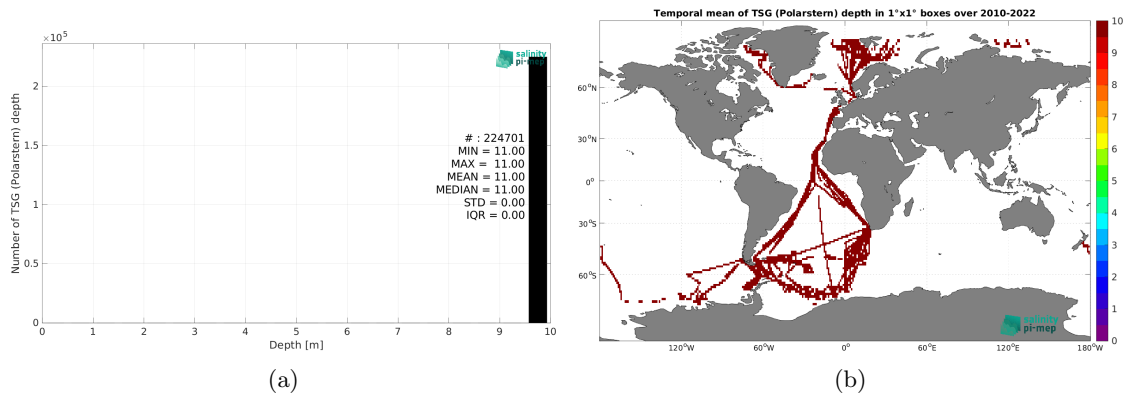 ×10⁵
salinity
pi-mep
2
1.5
1
0.5
0
Number of TSG (Polarstern) depth
# : 224701
MIN = 11.00
MAX = 11.00
MEAN = 11.00
MEDIAN = 11.00
STD = 0.00
IQR = 0.00
0 1 2 3 4 5 6 7 8 9 10
Depth [m]
(a)
Temporal mean of TSG (Polarstern) depth in 1°x1° boxes over 2010-2022
60°N
30°N
0°
30°S
60°S
120°W 60°W 0° 60°E 120°E 180°W
salinity
pi-mep
10
9
8
7
6
5
4
3
2
1
0
(b)